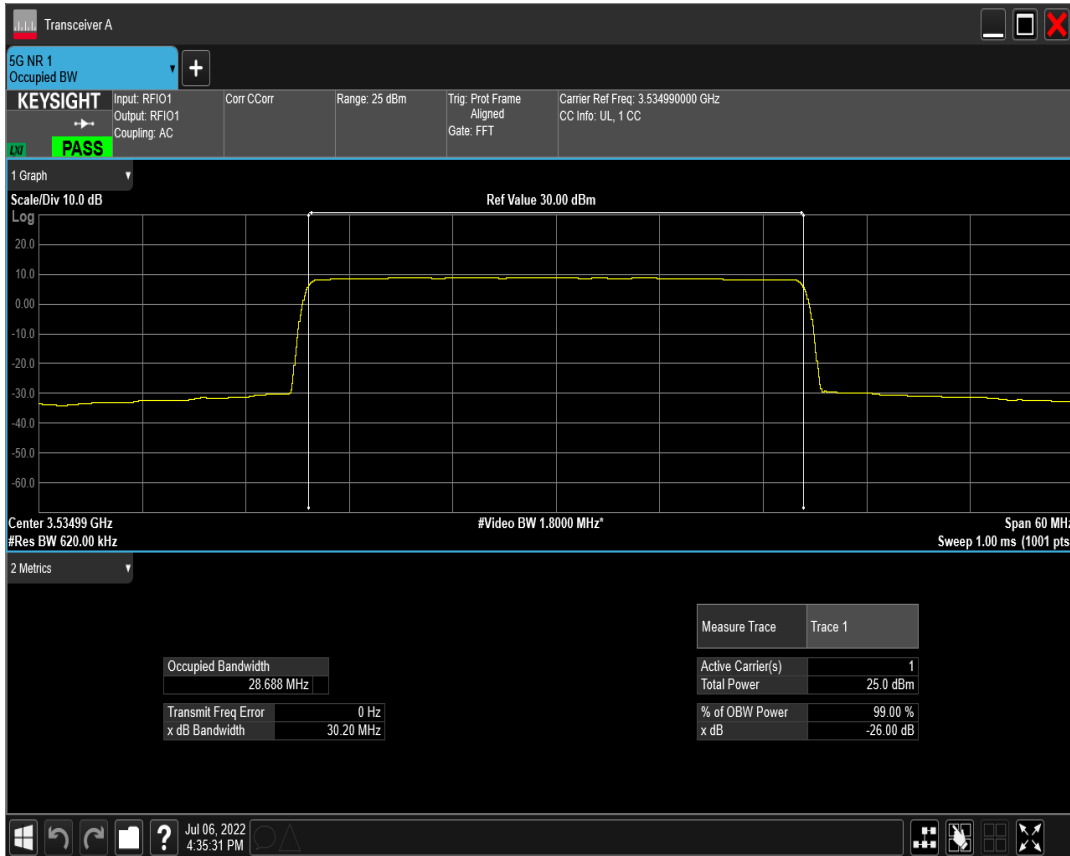 Transceiver A
5G NR 1
Occupied BW
KEYSIGHT
LXI
PASS
Input: RFIO1
Output: RFIO1
Coupling: AC
Corr CCorr
Range: 25 dBm
Trig: Prot Frame
Aligned
Gate: FFT
Carrier Ref Freq: 3.534990000 GHz
CC Info: UL, 1 CC
1 Graph
Scale/Div 10.0 dB
Ref Value 30.00 dBm
Log
20.0
10.0
0.00
-10.0
-20.0
-30.0
-40.0
-50.0
-60.0
Center 3.53499 GHz
#Video BW 1.8000 MHz*
Span 60 MHz
#Res BW 620.00 kHz
Sweep 1.00 ms (1001 pts
2 Metrics
Measure Trace Trace 1
Occupied Bandwidth
28.688 MHz
Active Carrier(s) 1
Total Power 25.0 dBm
Transmit Freq Error 0 Hz
x dB Bandwidth 30.20 MHz
% of OBW Power 99.00 %
x dB -26.00 dB
?
Jul 06, 2022
4:35:31 PM